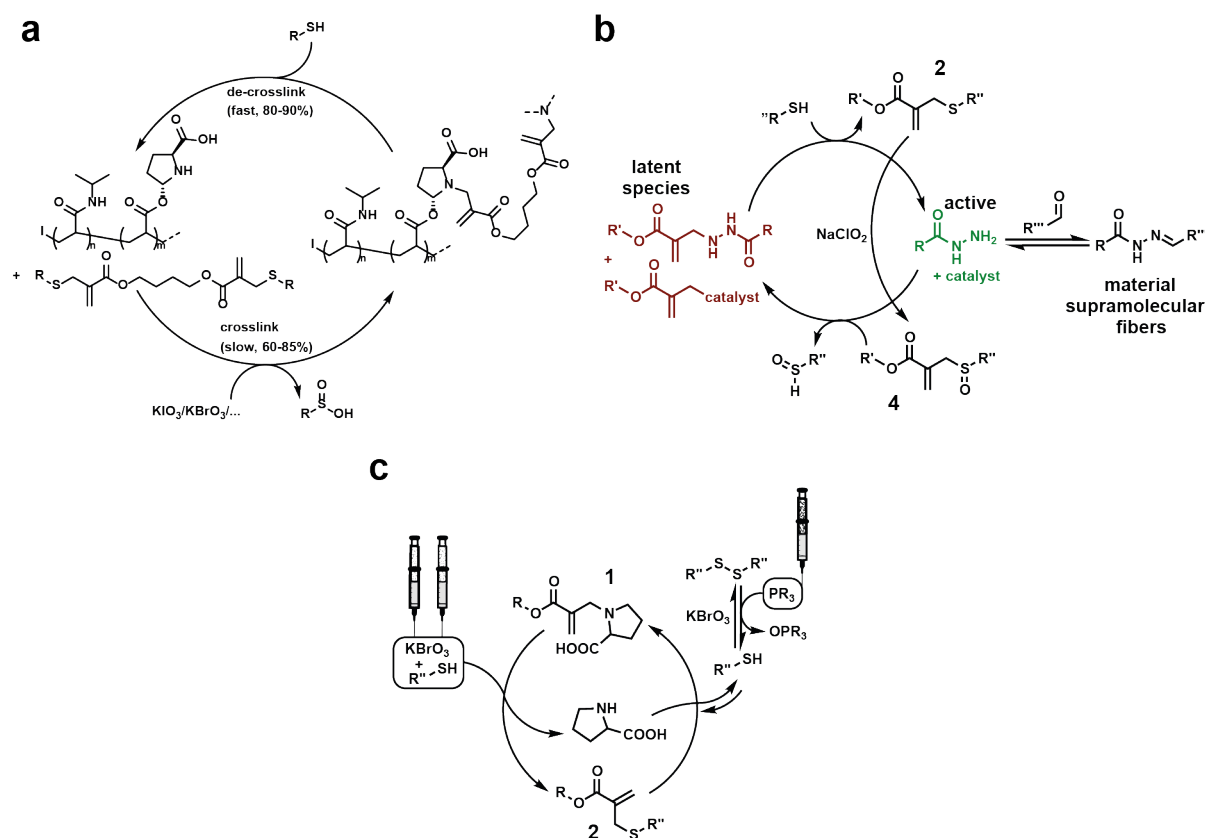 a
R SH
de-crosslink
(fast, 80-90%)
O
OH
NH
O
O
NH
O
I
n
m
+
R
S
O
O
O
O
S
R
crosslink
(slow, 60-85%)
KIO3/KBrO3/...
O
S
R OH
N
O
O
O
OH
N
O
NH
O
O
O
O
I
n
m
b
2
O
R' O S R''
''R SH
latent
species
O
R' O N H N H R
O
+
O
R' O catalyst
NaClO2
active
O
R N H NH2
+ catalyst
R''' O
O
R N H N R''
material
supramolecular
fibers
O S R''
H
O
R' O S R''
O
4
c
KBrO3
+
R'' SH
1
O
R O N
HOOC
NH
COOH
O
R O
S R''
2
R'' S S R''
KBrO3
PR3
OPR3
R'' SH